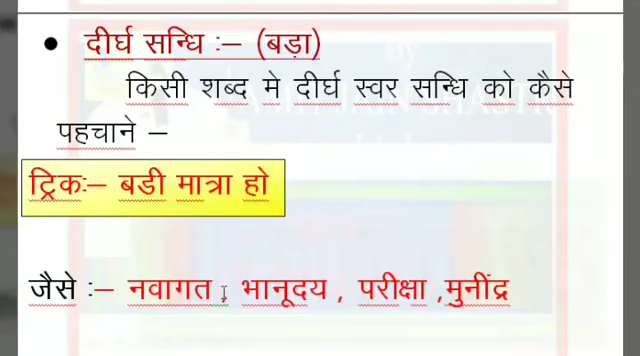 ● दीर्घ सन्धि :– (बड़ा)
किसी शब्द मे दीर्घ स्वर सन्धि को कैसे
पहचाने –
ट्रिकः– बडी मात्रा हो
जैसे :– नवागत , भानूदय , परीक्षा ,मुनींद्र